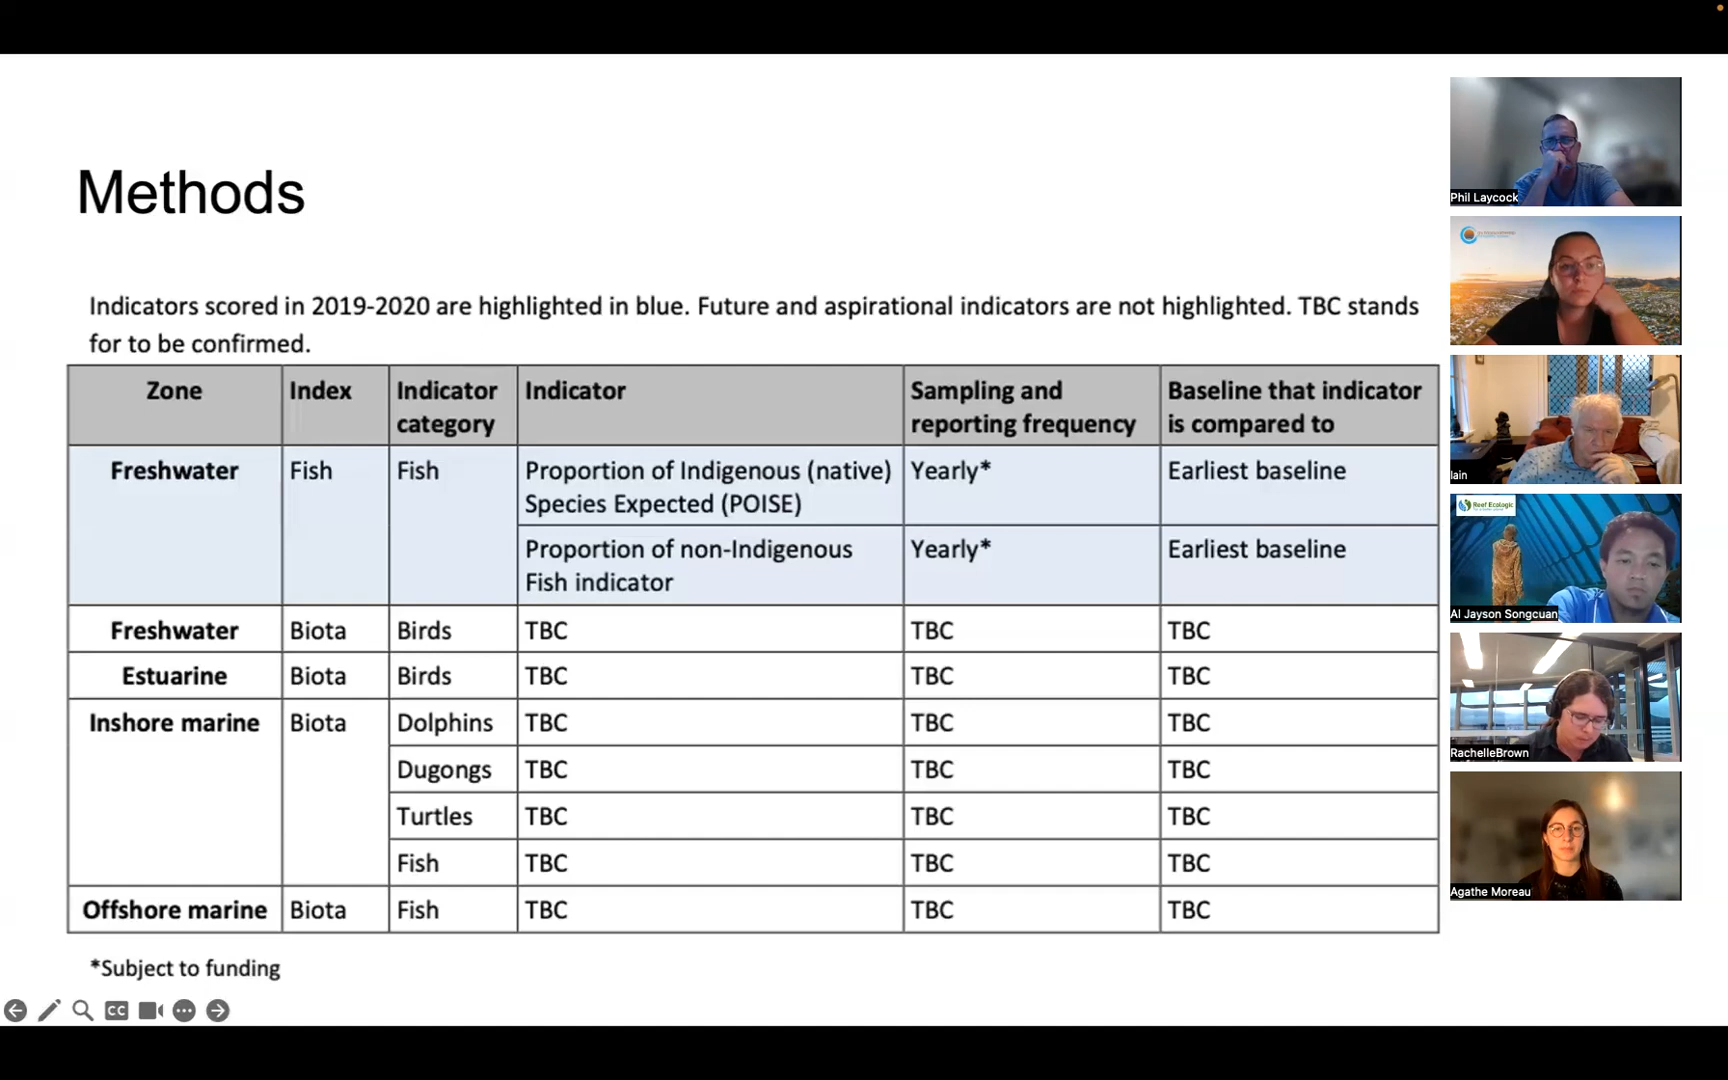 Methods
Indicators scored in 2019-2020 are highlighted in blue. Future and aspirational indicators are not highlighted. TBC stands
for to be confirmed.
Zone Index Indicator category Indicator Sampling and reporting frequency Baseline that indicator is compared to
Freshwater Fish Fish Proportion of Indigenous (native) Species Expected (POISE) Yearly* Earliest baseline
Proportion of non-Indigenous Fish indicator Yearly* Earliest baseline
Freshwater Biota Birds TBC TBC TBC
Estuarine Biota Birds TBC TBC TBC
Inshore marine Biota Dolphins TBC TBC TBC
Dugongs TBC TBC TBC
Turtles TBC TBC TBC
Fish TBC TBC TBC
Offshore marine Biota Fish TBC TBC TBC
*Subject to funding
CC
Phil Laycock
Iain
Reef Ecologic
Al Jayson Songcuan
RachelleBrown
Agathe Moreau